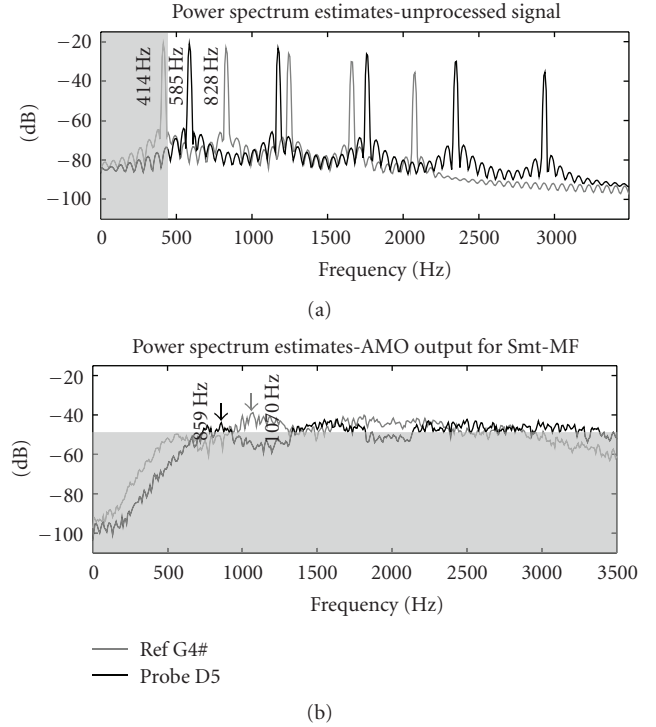 Power spectrum estimates-unprocessed signal
−20
−40
−60
−80
−100
(dB)
414 Hz
585 Hz
828 Hz
0 500 1000 1500 2000 2500 3000
Frequency (Hz)
(a)
Power spectrum estimates-AMO output for Smt-MF
−20
−40
−60
−80
−100
(dB)
859 Hz
1070 Hz
0 500 1000 1500 2000 2500 3000 3500
Frequency (Hz)
Ref G4#
Probe D5
(b)